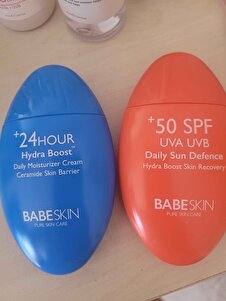 +24HOUR
Hydra Boost™
Daily Moisturizer Cream
Ceramide Skin Barrier
BABESKIN
PURE SKIN CARE
+50 SPF
UVA UVB
Daily Sun Defence
Hydra Boost Skin Recovery
BABESKIN
PURE SKIN CARE